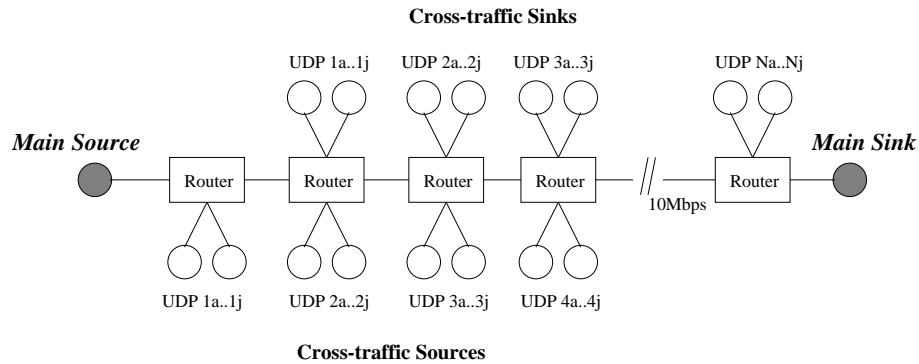 Cross-traffic Sinks
UDP 1a..1j
UDP 2a..2j
UDP 3a..3j
UDP Na..Nj
Main Source
Main Sink
Router
Router
Router
Router
Router
10Mbps
UDP 1a..1j
UDP 2a..2j
UDP 3a..3j
UDP 4a..4j
Cross-traffic Sources